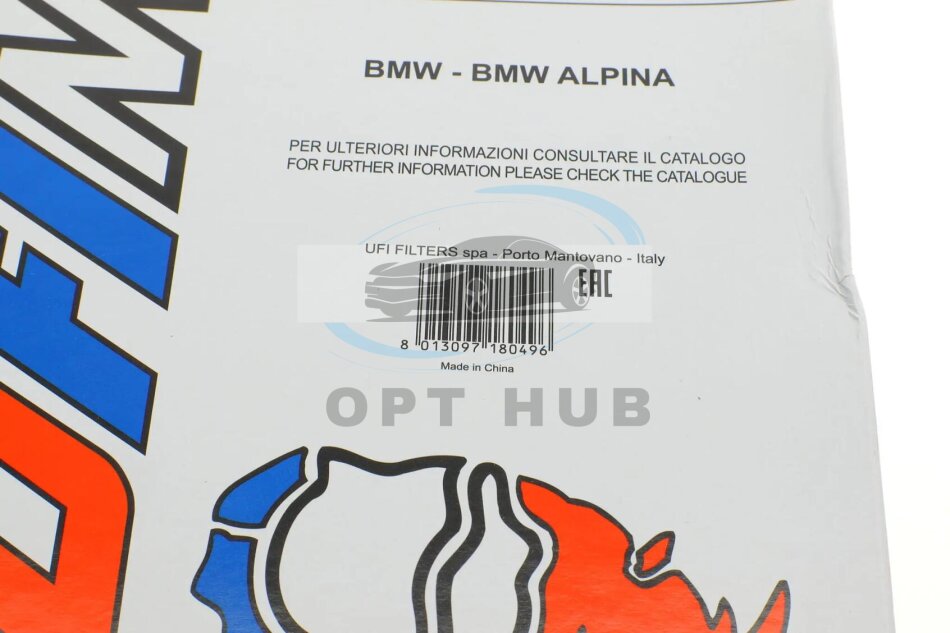 BMW - BMW ALPINA
PER ULTERIORI INFORMAZIONI CONSULTARE IL CATALOGO
FOR FURTHER INFORMATION PLEASE CHECK THE CATALOGUE
UFI FILTERS spa - Porto Mantovano - Italy
EAC
8 013097 180496
Made in China
OPT HUB